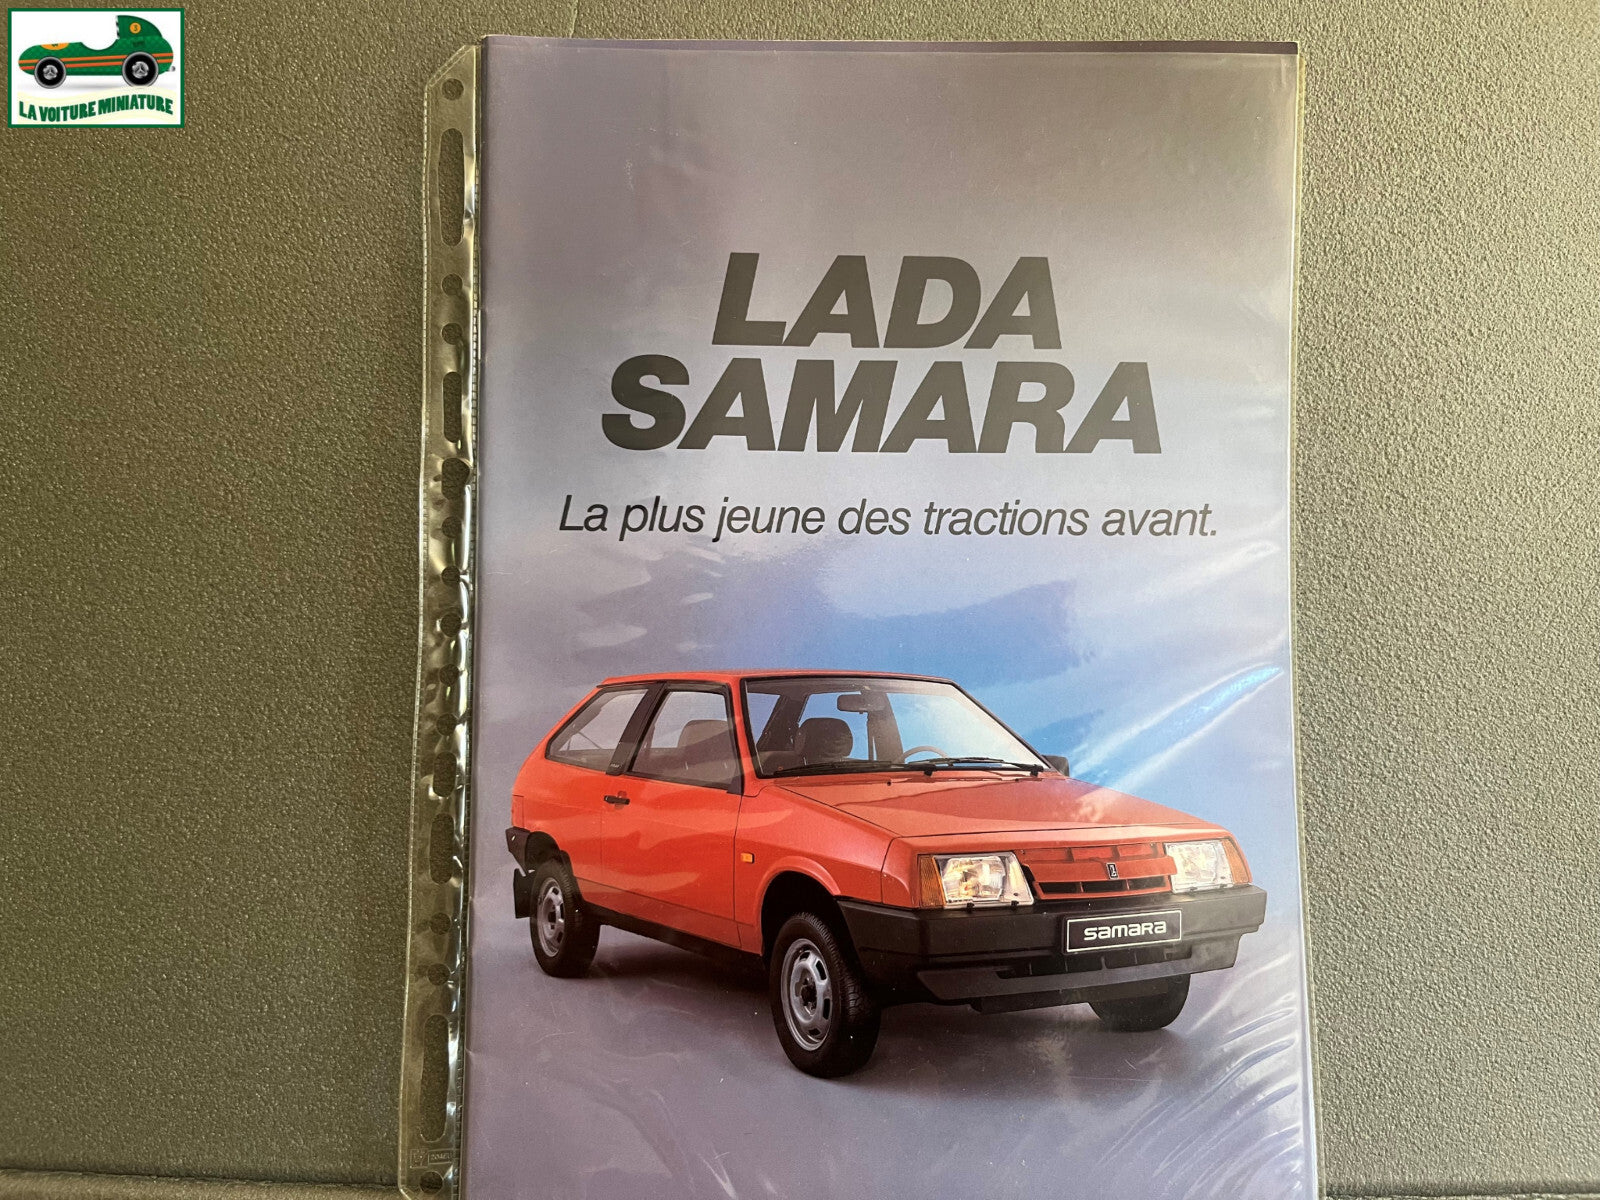 LA VOITURE MINIATURE
LADA
SAMARA
La plus jeune des tractions avant.
samara